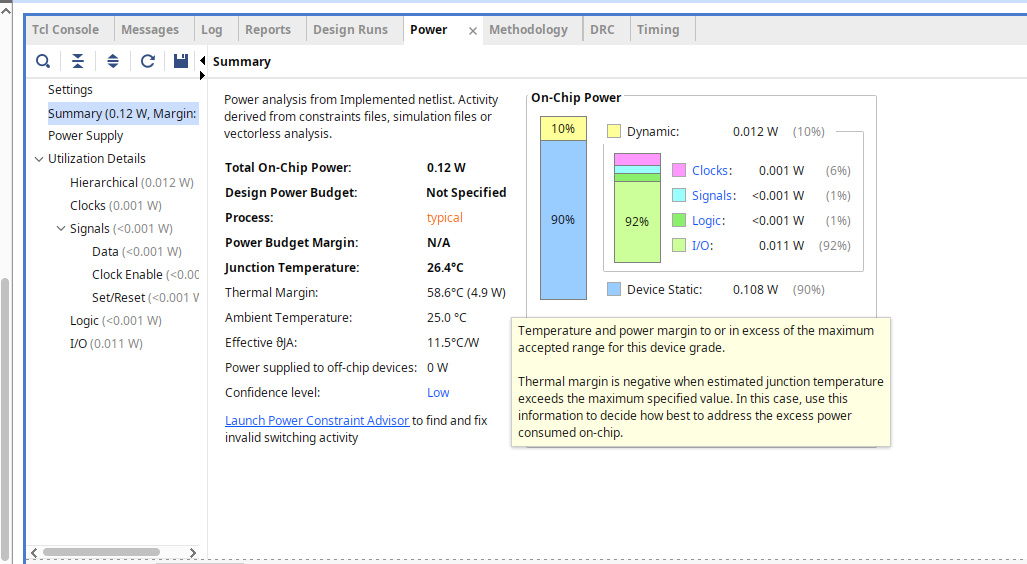 Tcl Console Messages Log Reports Design Runs Power × Methodology DRC Timing
Summary
Settings
Summary (0.12 W, Margin:
Power Supply
Utilization Details
Hierarchical (0.012 W)
Clocks (0.001 W)
Signals (<0.001 W)
Data (<0.001 W)
Clock Enable (<0.00
Set/Reset (<0.001 W
Logic (<0.001 W)
I/O (0.011 W)
Power analysis from Implemented netlist. Activity
derived from constraints files, simulation files or
vectorless analysis.
Total On-Chip Power: 0.12 W
Design Power Budget: Not Specified
Process: typical
Power Budget Margin: N/A
Junction Temperature: 26.4°C
Thermal Margin: 58.6°C (4.9 W)
Ambient Temperature: 25.0 °C
Effective ϑJA: 11.5°C/W
Power supplied to off-chip devices: 0 W
Confidence level: Low
Launch Power Constraint Advisor to find and fix
invalid switching activity
On-Chip Power
10%
90%
Dynamic: 0.012 W (10%)
92%
Clocks: 0.001 W (6%)
Signals: <0.001 W (1%)
Logic: <0.001 W (1%)
I/O: 0.011 W (92%)
Device Static: 0.108 W (90%)
Temperature and power margin to or in excess of the maximum
accepted range for this device grade.
Thermal margin is negative when estimated junction temperature
exceeds the maximum specified value. In this case, use this
information to decide how best to address the excess power
consumed on-chip.